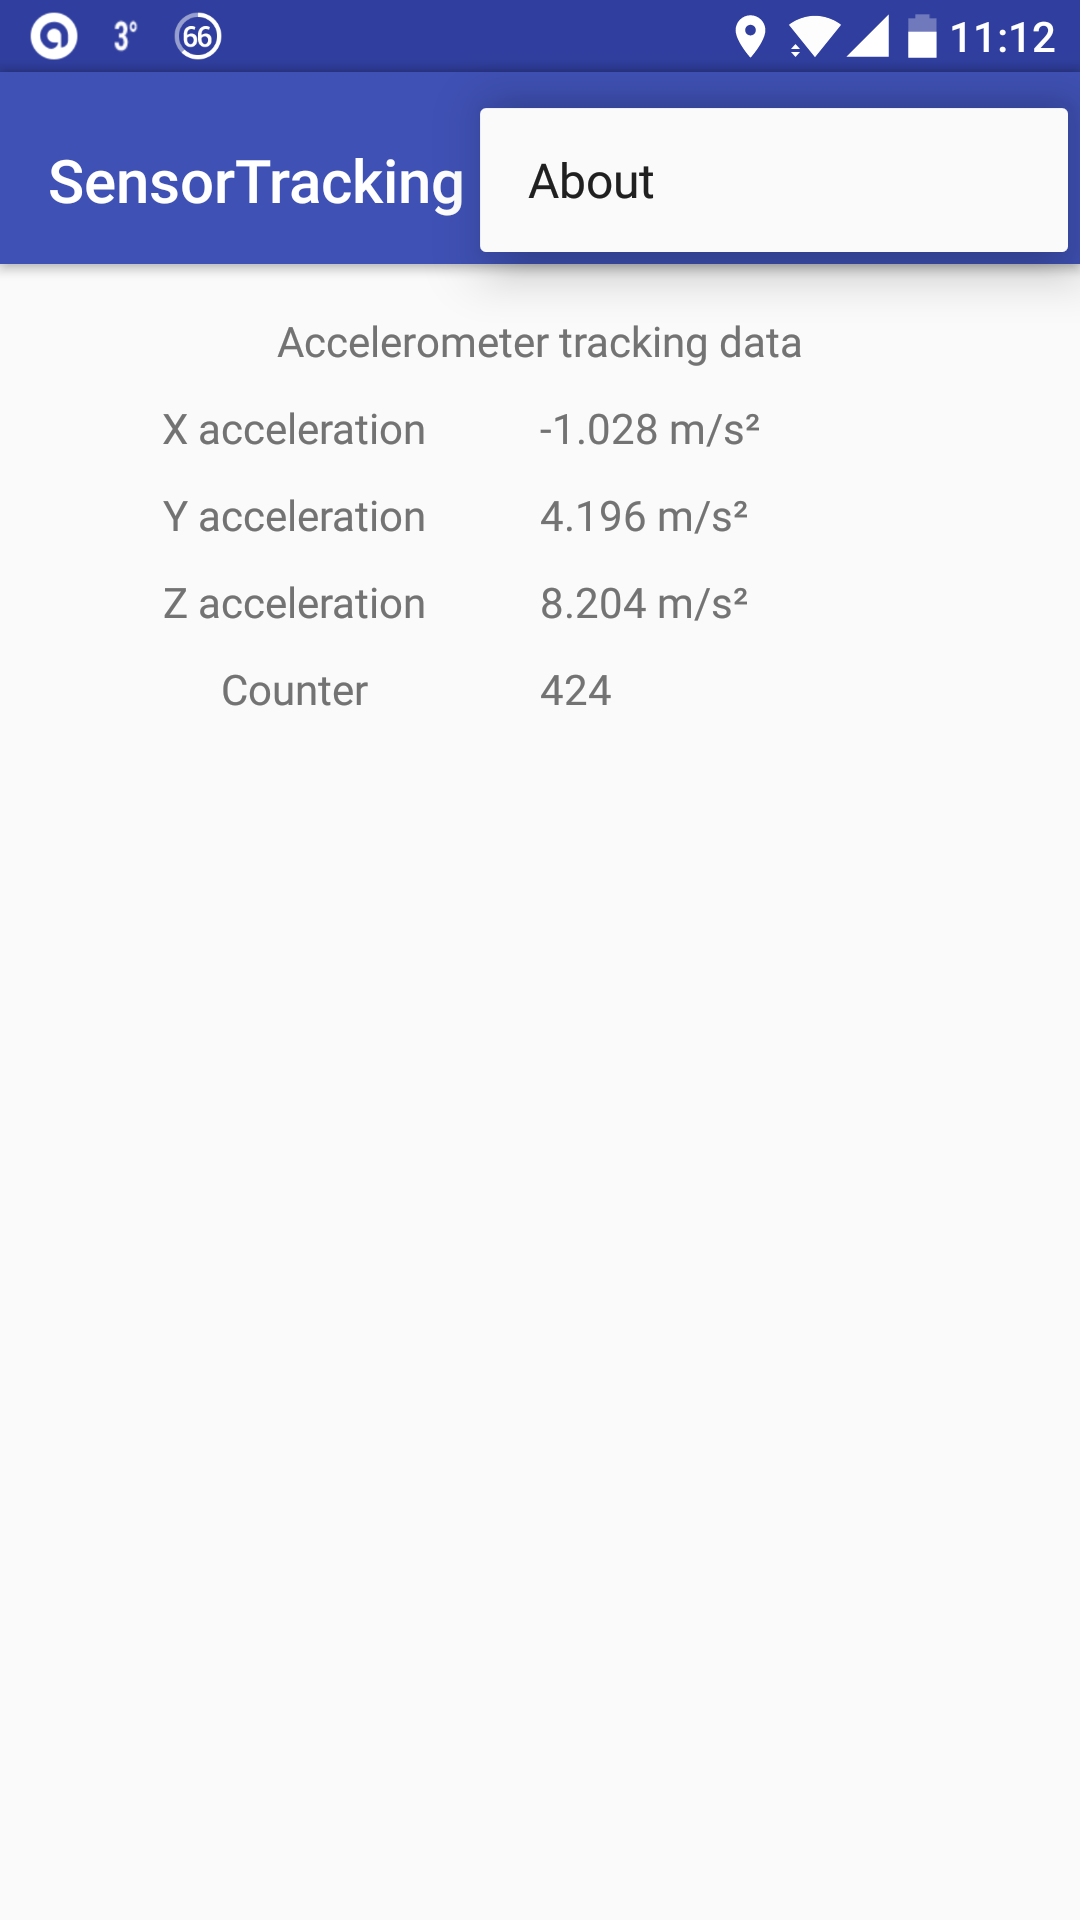 3° 66 11:12
SensorTracking About
Accelerometer tracking data
X acceleration -1.028 m/s²
Y acceleration 4.196 m/s²
Z acceleration 8.204 m/s²
Counter 424